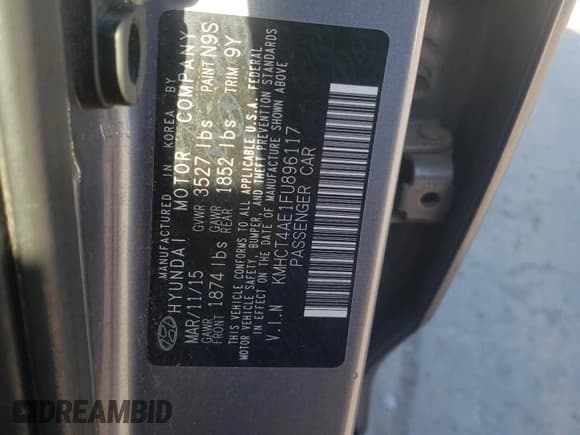 MANUFACTURED IN KOREA BY
HYUNDAI MOTOR COMPANY
MAR/11/15 GVWR 3527 lbs PAINT N9S
GAWR FRONT 1874 lbs GAWR REAR 1852 lbs TRIM 9Y
THIS VEHICLE CONFORMS TO ALL APPLICABLE U.S.A. FEDERAL
MOTOR VEHICLE SAFETY, BUMPER, AND THEFT PREVENTION STANDARDS
IN EFFECT ON THE DATE OF MANUFACTURE SHOWN ABOVE
V.I.N KMHCT4AE1FU896117
PASSENGER CAR
DREAMBID